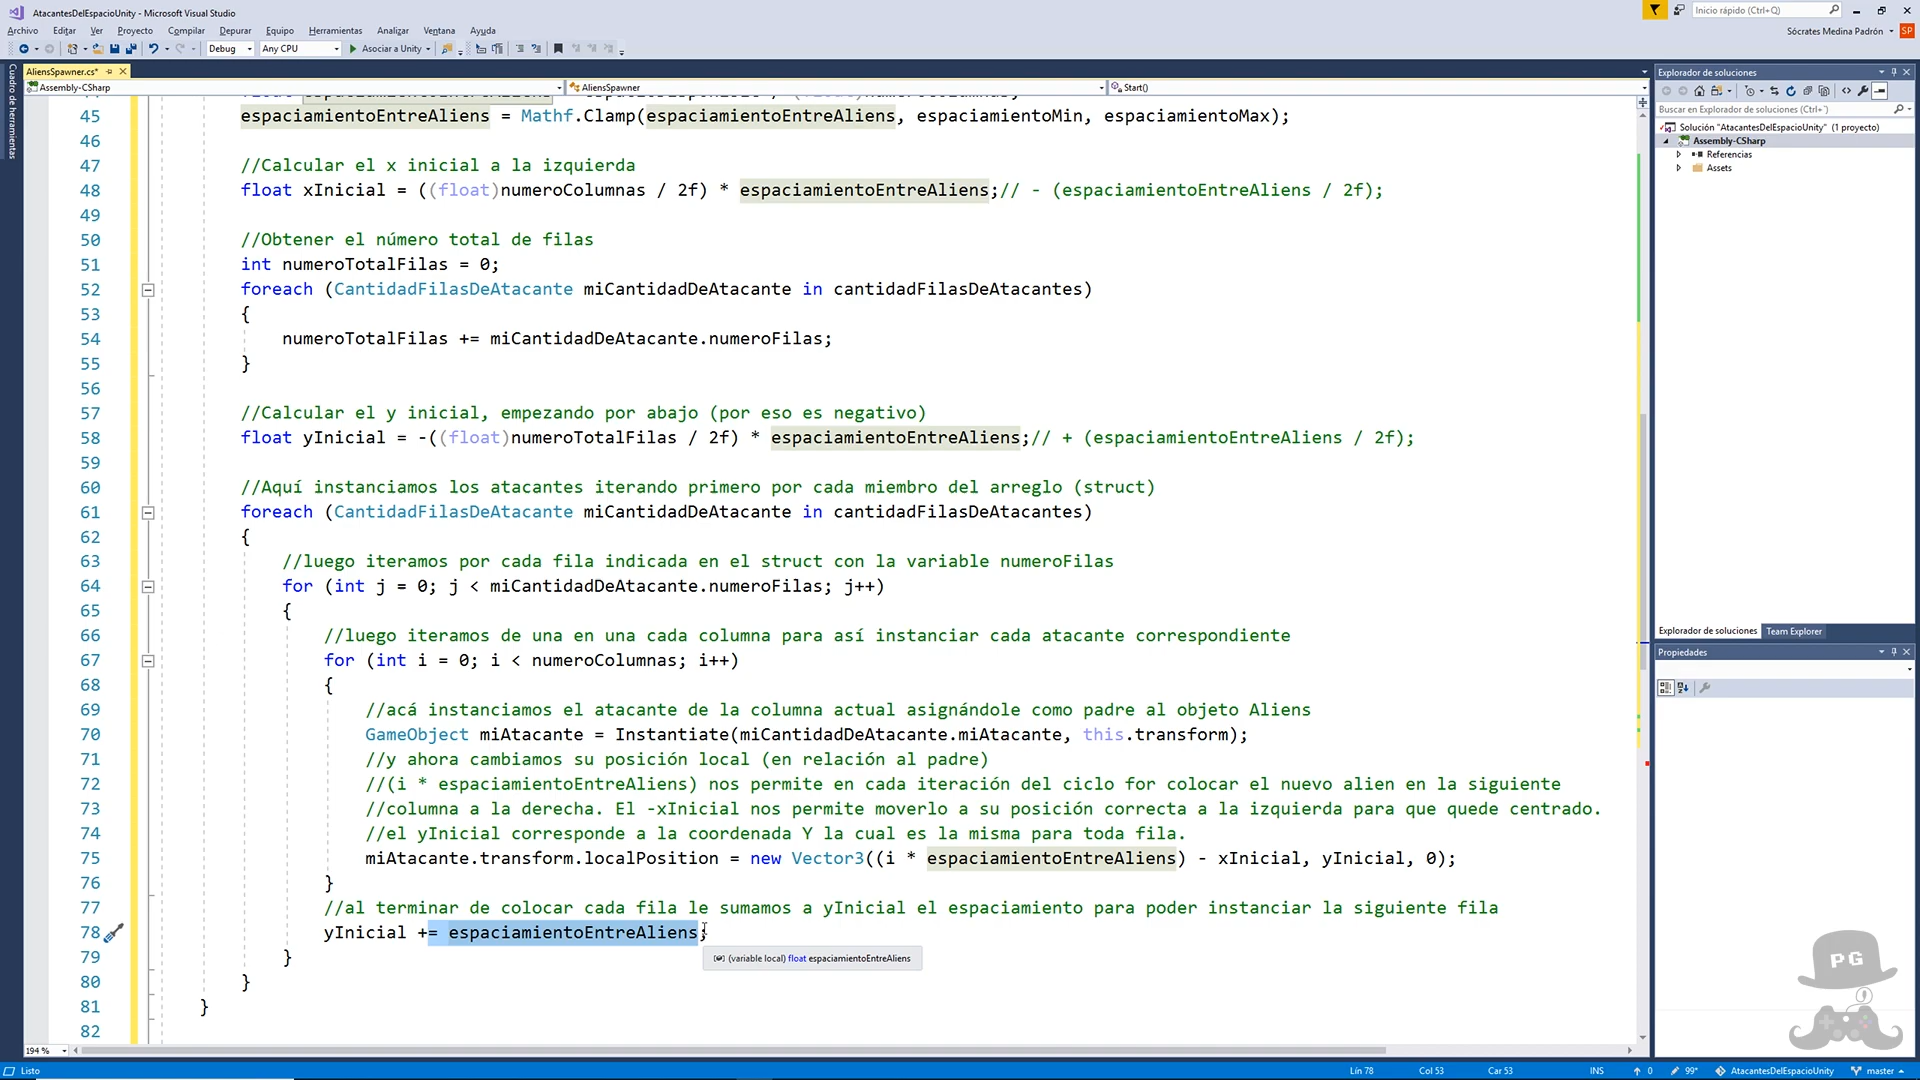 AtacantesDelEspacioUnity - Microsoft Visual Studio
Inicio rápido (Ctrl+Q)
Archivo Editar Ver Proyecto Compilar Depurar Equipo Herramientas Analizar Ventana Ayuda
Sócrates Medina Padrón SP
Debug Any CPU Asociar a Unity
Cuadro de herramientas
AliensSpawner.cs*
Assembly-CSharp AliensSpawner Start()
45 espaciamientoEntreAliens = Mathf.Clamp(espaciamientoEntreAliens, espaciamientoMin, espaciamientoMax);
46
47 //Calcular el x inicial a la izquierda
48 float xInicial = ((float)numeroColumnas / 2f) * espaciamientoEntreAliens;// - (espaciamientoEntreAliens / 2f);
49
50 //Obtener el número total de filas
51 int numeroTotalFilas = 0;
52 foreach (CantidadFilasDeAtacante miCantidadDeAtacante in cantidadFilasDeAtacantes)
53 {
54 numeroTotalFilas += miCantidadDeAtacante.numeroFilas;
55 }
56
57 //Calcular el y inicial, empezando por abajo (por eso es negativo)
58 float yInicial = -((float)numeroTotalFilas / 2f) * espaciamientoEntreAliens;// + (espaciamientoEntreAliens / 2f);
59
60 //Aquí instanciamos los atacantes iterando primero por cada miembro del arreglo (struct)
61 foreach (CantidadFilasDeAtacante miCantidadDeAtacante in cantidadFilasDeAtacantes)
62 {
63 //luego iteramos por cada fila indicada en el struct con la variable numeroFilas
64 for (int j = 0; j < miCantidadDeAtacante.numeroFilas; j++)
65 {
66 //luego iteramos de una en una cada columna para así instanciar cada atacante correspondiente
67 for (int i = 0; i < numeroColumnas; i++)
68 {
69 //acá instanciamos el atacante de la columna actual asignándole como padre al objeto Aliens
70 GameObject miAtacante = Instantiate(miCantidadDeAtacante.miAtacante, this.transform);
71 //y ahora cambiamos su posición local (en relación al padre)
72 //(i * espaciamientoEntreAliens) nos permite en cada iteración del ciclo for colocar el nuevo alien en la siguiente
73 //columna a la derecha. El -xInicial nos permite moverlo a su posición correcta a la izquierda para que quede centrado.
74 //el yInicial corresponde a la coordenada Y la cual es la misma para toda fila.
75 miAtacante.transform.localPosition = new Vector3((i * espaciamientoEntreAliens) - xInicial, yInicial, 0);
76 }
77 //al terminar de colocar cada fila le sumamos a yInicial el espaciamiento para poder instanciar la siguiente fila
78 yInicial += espaciamientoEntreAliens;
(variable local) float espaciamientoEntreAliens
79 }
80 }
81 }
82
194 %
Explorador de soluciones
Buscar en Explorador de soluciones (Ctrl+´)
Solución "AtacantesDelEspacioUnity" (1 proyecto)
Assembly-CSharp
Referencias
Assets
Explorador de soluciones Team Explorer
Propiedades
PG
Listo Lín 78 Col 53 Car 53 INS 0 99* AtacantesDelEspacioUnity master